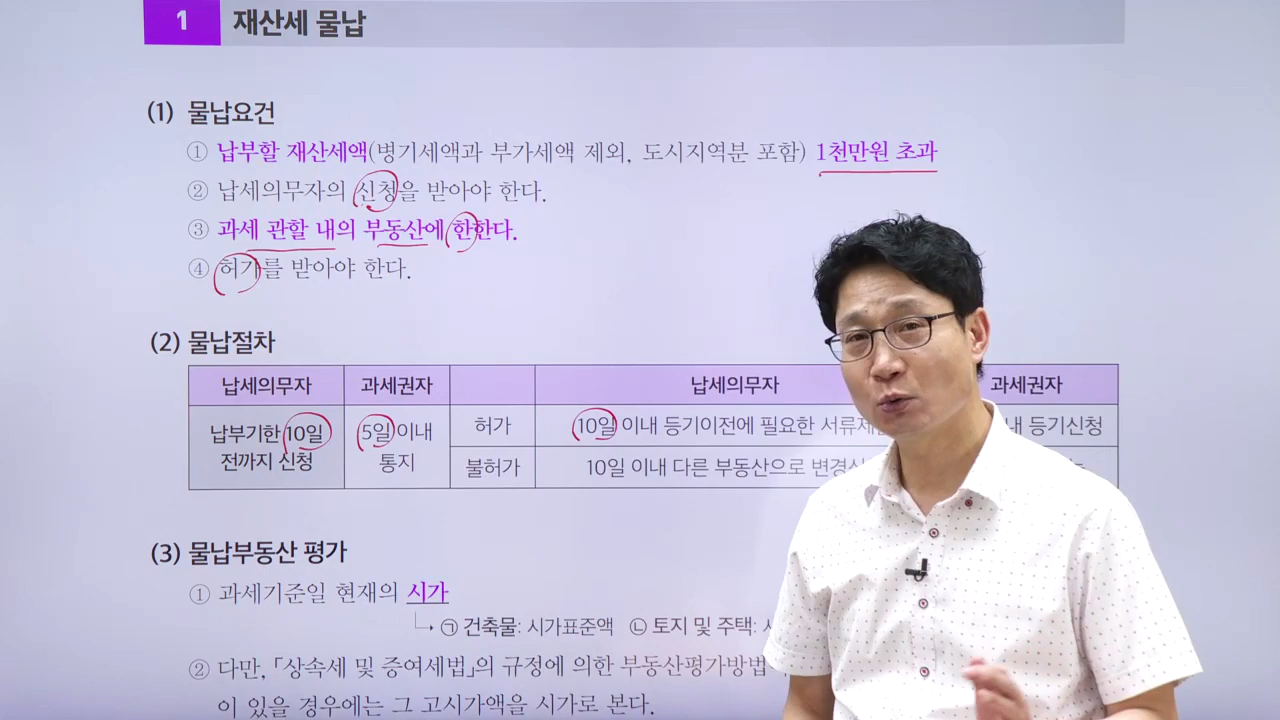 1 재산세 물납
(1) 물납요건
① 납부할 재산세액(병기세액과 부가세액 제외, 도시지역분 포함) 1천만원 초과
② 납세의무자의 신청을 받아야 한다.
③ 과세 관할 내의 부동산에 한한다.
④ 허가를 받아야 한다.
(2) 물납절차
납세의무자 과세권자 납세의무자 과세권자
납부기한 10일 전까지 신청 5일 이내 통지 허가 10일 이내 등기이전에 필요한 내 등기신청
불허가 10일 이내 다른 부동산으로
(3) 물납부동산 평가
① 과세기준일 현재의 시가
㉠ 건축물: 시가표준액 ㉡ 토지 및 주택:
② 다만, 「상속세 및 증여세법」의 규정에 의한 부동산평가방법
이 있을 경우에는 그 고시가액을 시가로 본다.